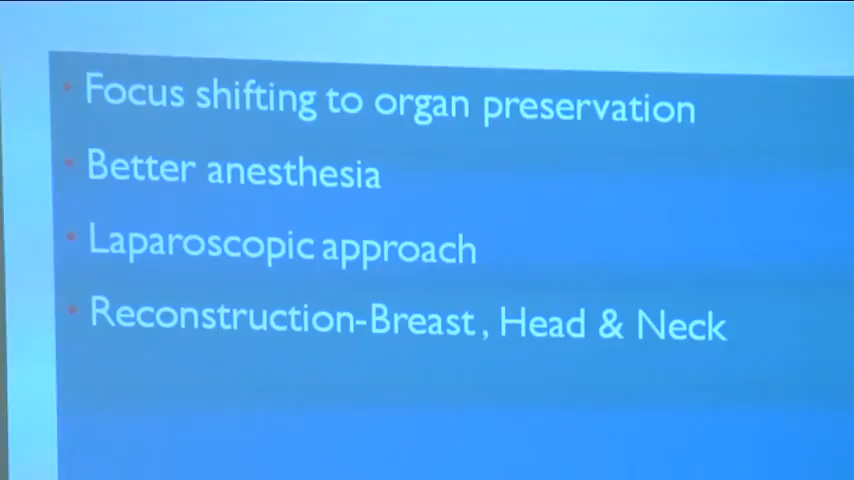 • Focus shifting to organ preservation
• Better anesthesia
• Laparoscopic approach
• Reconstruction-Breast, Head & Neck